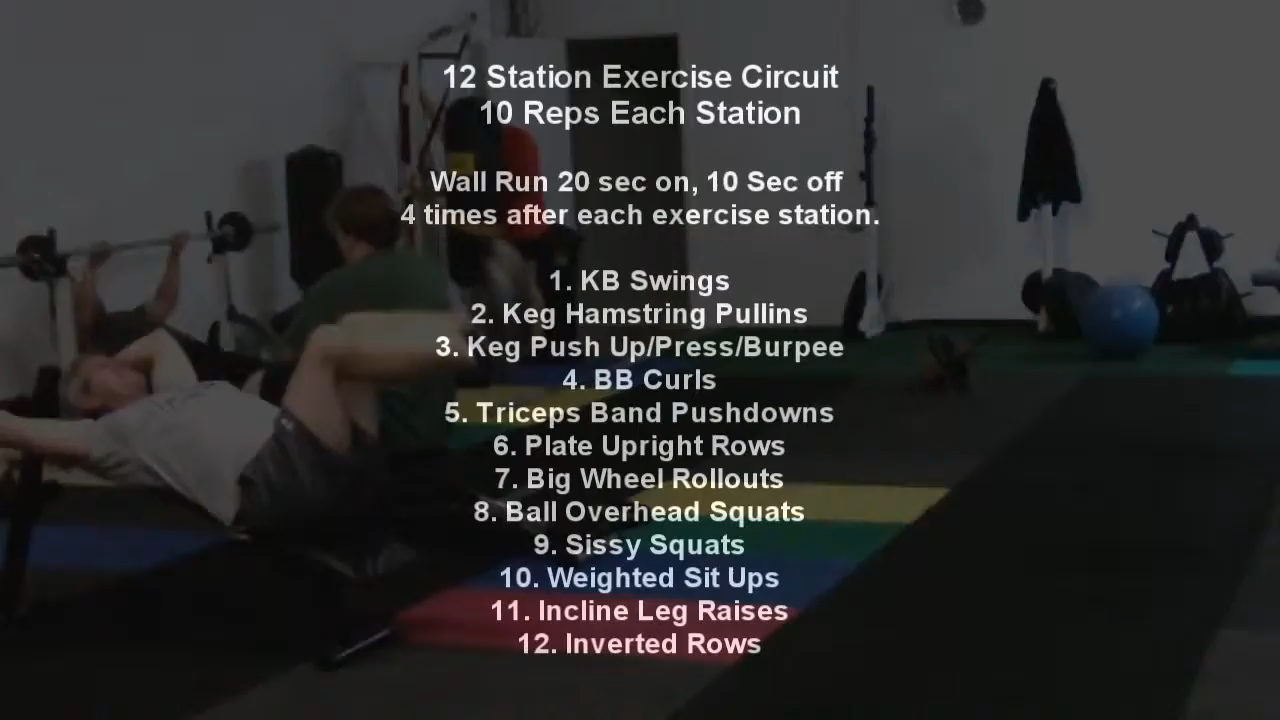 12 Station Exercise Circuit
10 Reps Each Station
Wall Run 20 sec on, 10 Sec off
4 times after each exercise station.
1. KB Swings
2. Keg Hamstring Pullins
3. Keg Push Up/Press/Burpee
4. BB Curls
5. Triceps Band Pushdowns
6. Plate Upright Rows
7. Big Wheel Rollouts
8. Ball Overhead Squats
9. Sissy Squats
10. Weighted Sit Ups
11. Incline Leg Raises
12. Inverted Rows